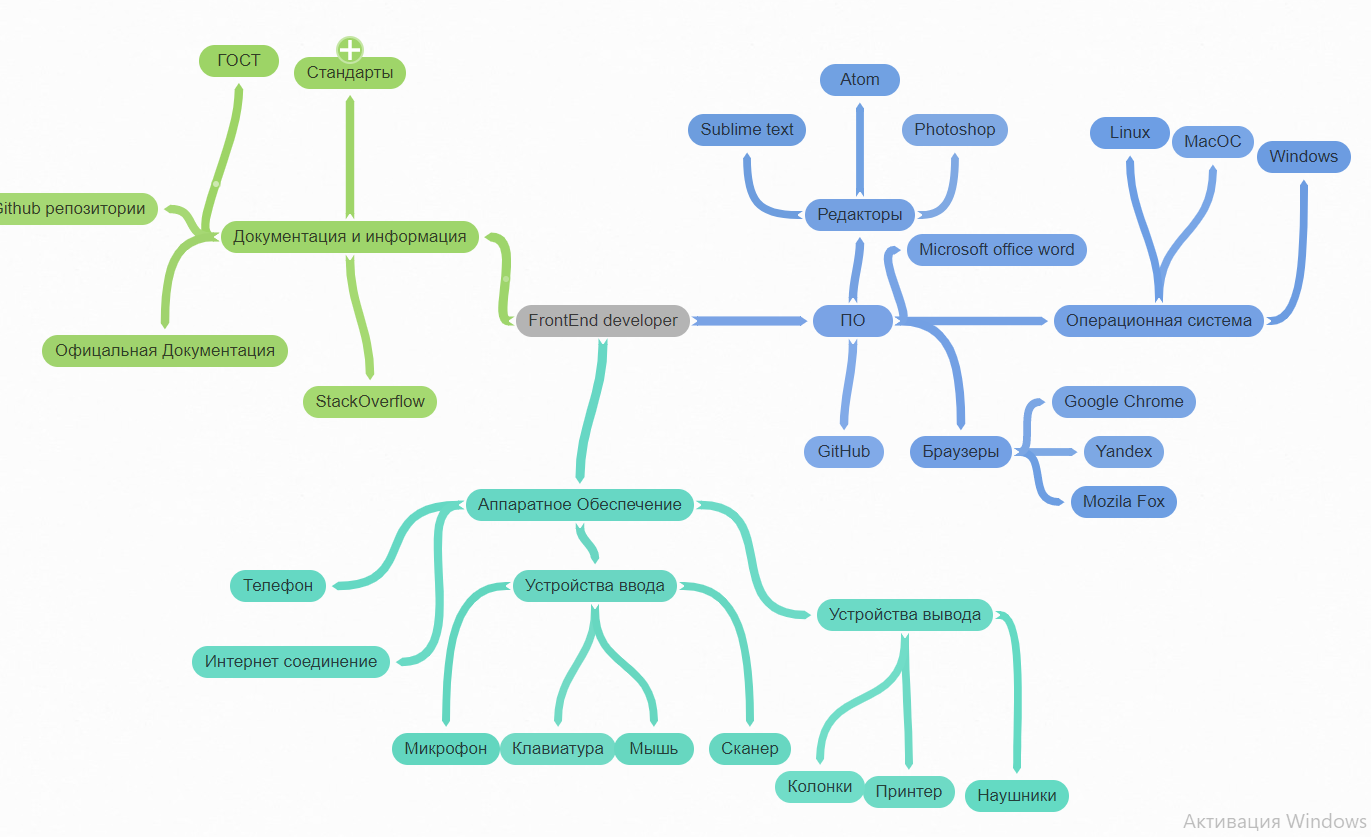 ГОСТ
Стандарты
Github репозитории
Документация и информация
Офицальная Документация
StackOverflow
FrontEnd developer
Atom
Sublime text
Photoshop
Редакторы
Microsoft office word
ПО
Linux
MacOC
Windows
Операционная система
GitHub
Браузеры
Google Chrome
Yandex
Mozila Fox
Аппаратное Обеспечение
Телефон
Устройства ввода
Устройства вывода
Интернет соединение
Микрофон
Клавиатура
Мышь
Сканер
Колонки
Принтер
Наушники
Активация Windows